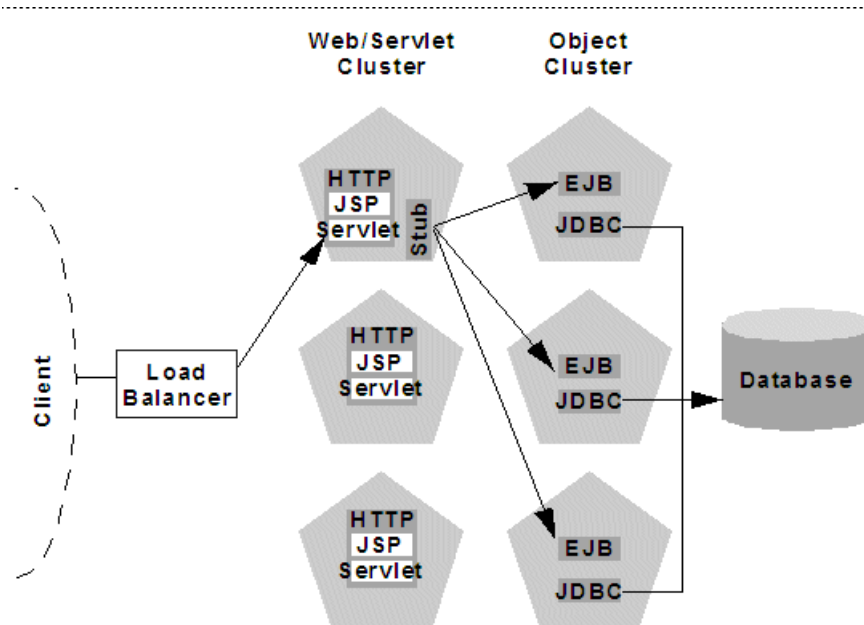 Web/Servlet
Cluster
Object
Cluster
HTTP
JSP
Servlet
Stub
EJB
JDBC
HTTP
JSP
Servlet
EJB
JDBC
HTTP
JSP
Servlet
EJB
JDBC
Client
Load
Balancer
Database